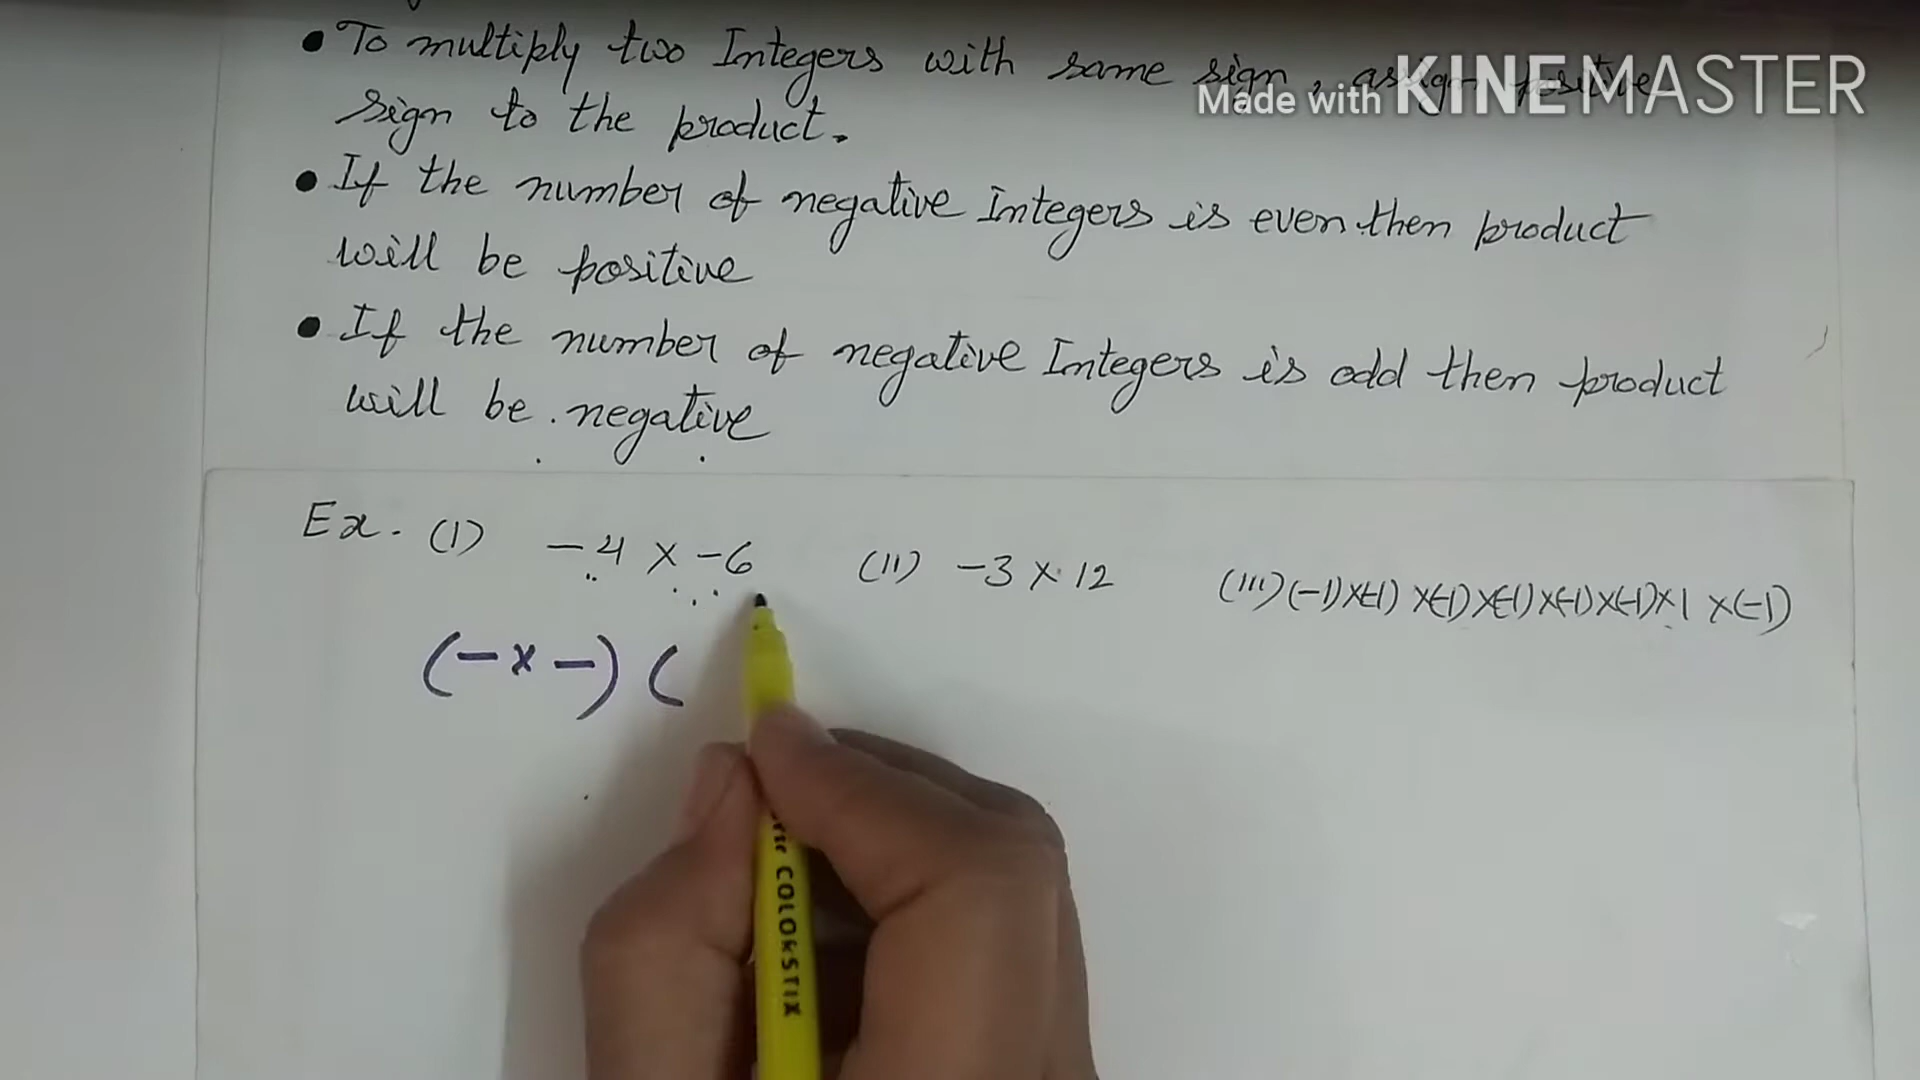 • To multiply two Integers with same sign, assign positive
sign to the product.
• If the number of negative Integers is even then product
will be positive
• If the number of negative Integers is odd then product
will be negative
Ex. (I) -4 x -6 (II) -3 x 12 (III) (-1)x(-1) x(-1) x(-1) x(-1) x(-1) x 1 x (-1)
(- x -) (
Made with KINEMASTER
COLORSTIX